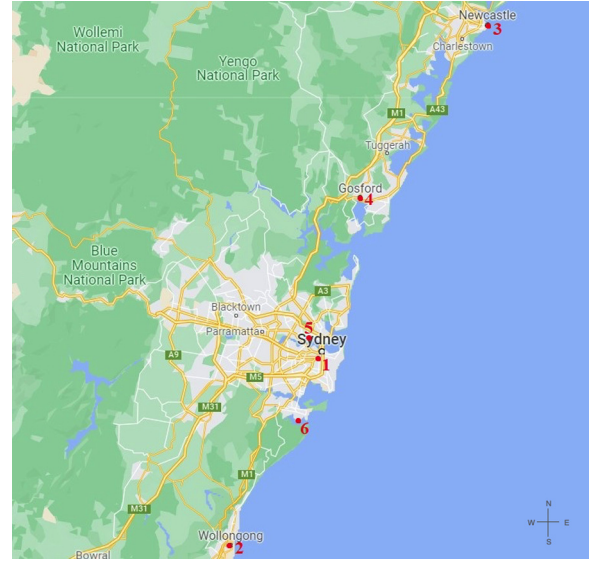 Newcastle
3
Charlestown
Wollemi
National Park
Yengo
National Park
M1
A43
Tuggerah
Gosford
4
Blue
Mountains
National Park
A3
Blacktown
Parramatta
5
Sydney
1
A9
M5
M31
6
M1
N
W
E
S
M31
Wollongong
2
Bowral